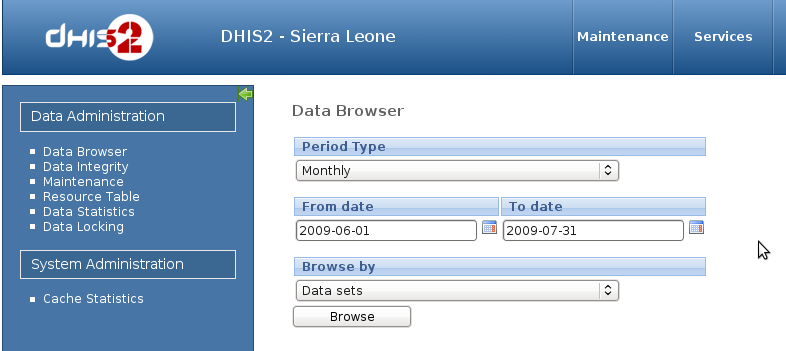 dhis2
DHIS2 - Sierra Leone
Maintenance
Services
Data Administration
Data Browser
Data Integrity
Maintenance
Resource Table
Data Statistics
Data Locking
System Administration
Cache Statistics
Data Browser
Period Type
Monthly
From date
To date
2009-06-01
2009-07-31
Browse by
Data sets
Browse